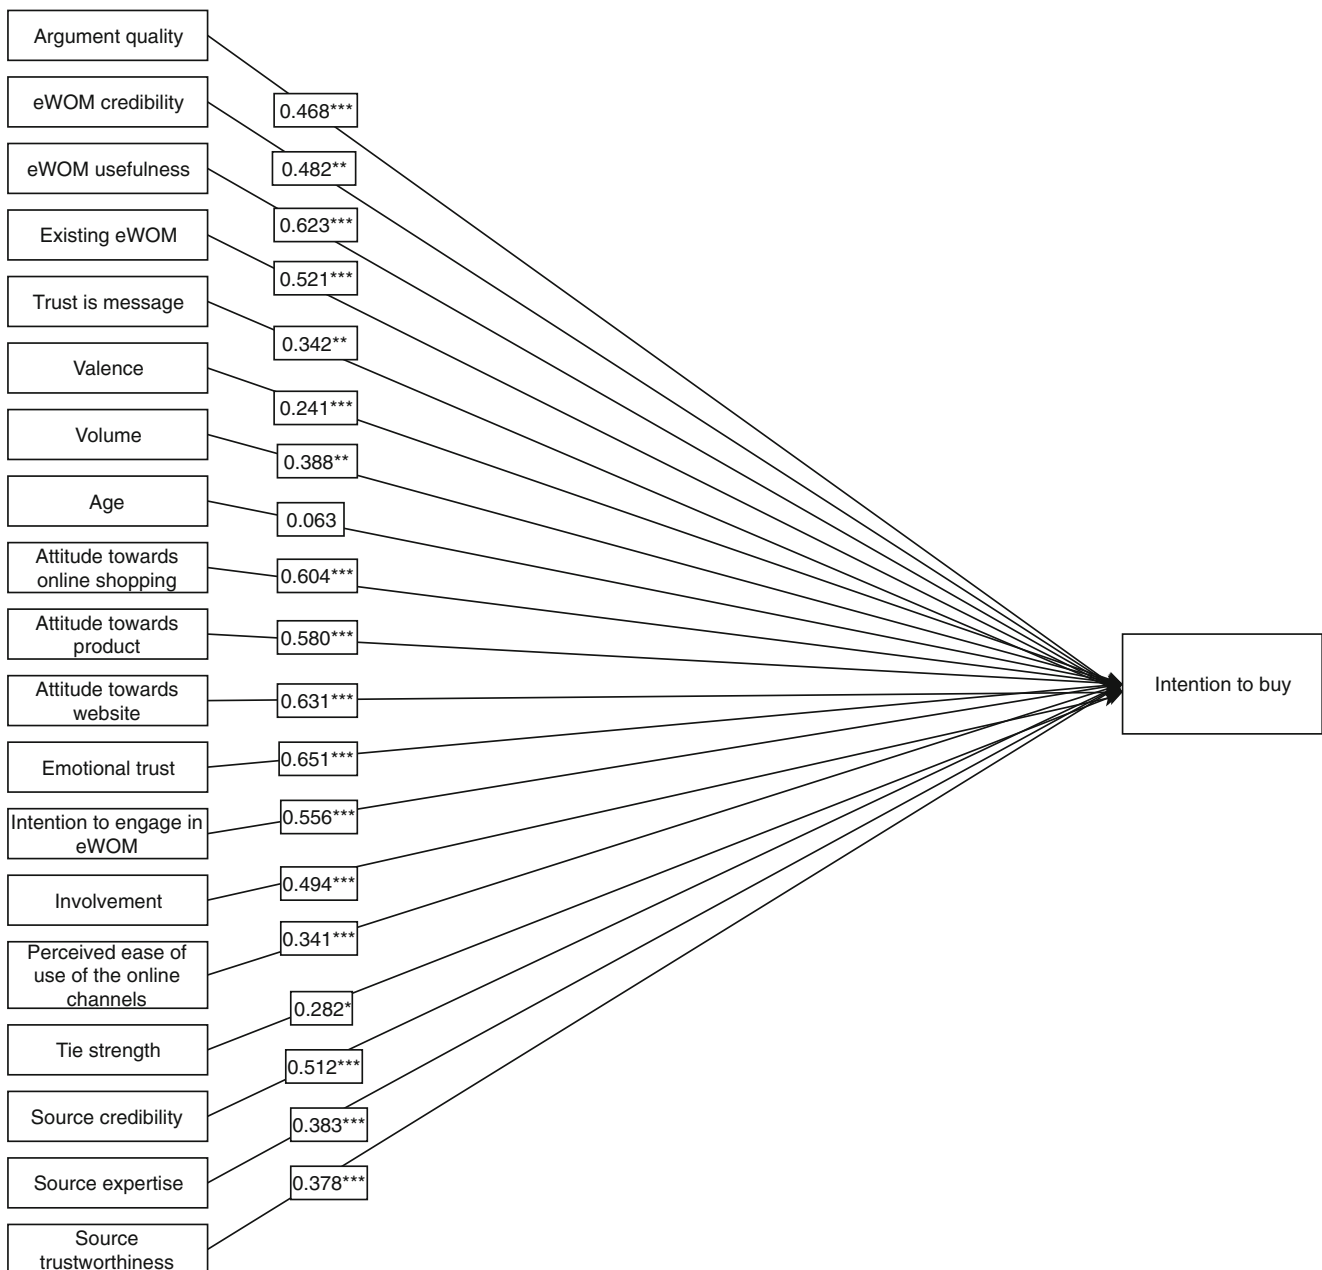 Argument quality
0.468***
eWOM credibility
0.482**
eWOM usefulness
0.623***
Existing eWOM
0.521***
Trust is message
0.342**
Valence
0.241***
Volume
0.388**
Age
0.063
Attitude towards
online shopping
0.604***
Attitude towards
product
0.580***
Attitude towards
website
0.631***
Intention to buy
Emotional trust
0.651***
Intention to engage in
eWOM
0.556***
Involvement
0.494***
Perceived ease of
use of the online
channels
0.341***
Tie strength
0.282*
Source credibility
0.512***
Source expertise
0.383***
Source
trustworthiness
0.378***